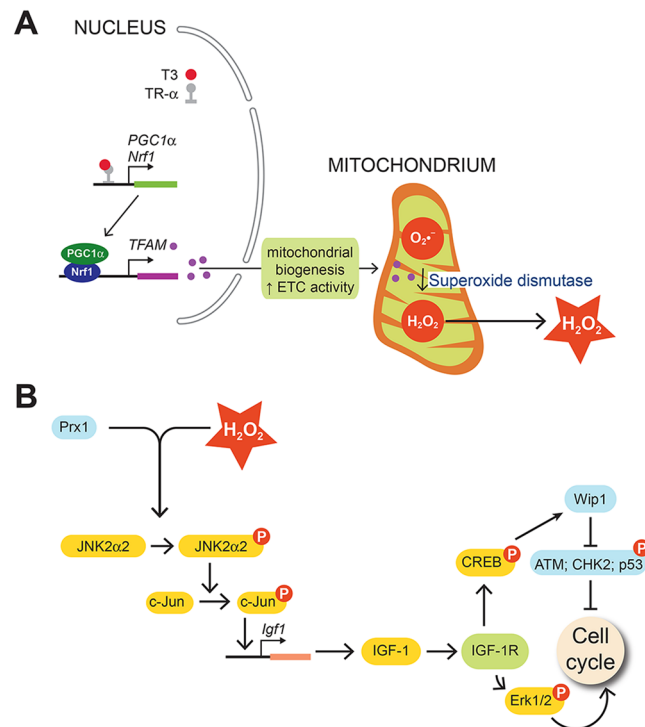 A
NUCLEUS
T3
TR-α
PGC1α
Nrf1
MITOCHONDRIUM
O₂•⁻
PGC1α
Nrf1
TFAM
mitochondrial
biogenesis
↑ ETC activity
Superoxide dismutase
H₂O₂
H₂O₂
B
Prx1
H₂O₂
Wip1
JNK2α2
JNK2α2
P
CREB
P
ATM; CHK2; p53
P
c-Jun
c-Jun
P
Igf1
IGF-1
IGF-1R
Cell
cycle
Erk1/2
P